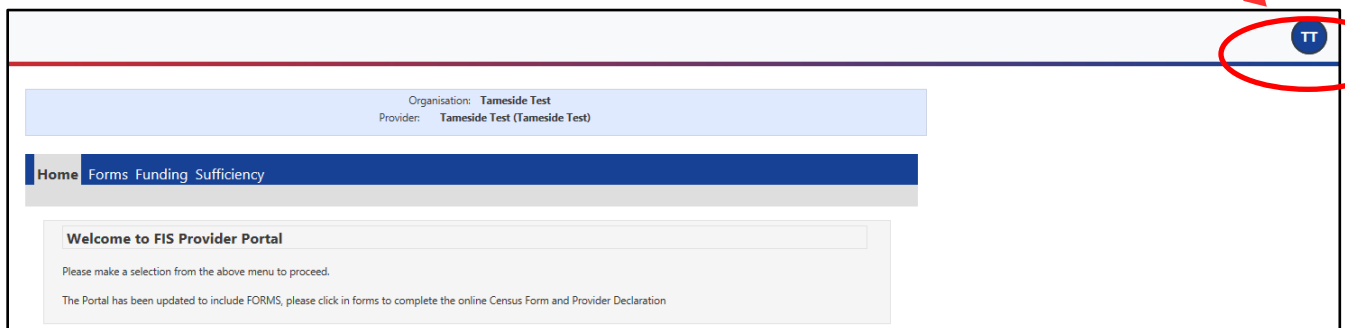 TT
Organisation: Tameside Test
Provider: Tameside Test (Tameside Test)
Home Forms Funding Sufficiency
Welcome to FIS Provider Portal
Please make a selection from the above menu to proceed.
The Portal has been updated to include FORMS, please click in forms to complete the online Census Form and Provider Declaration